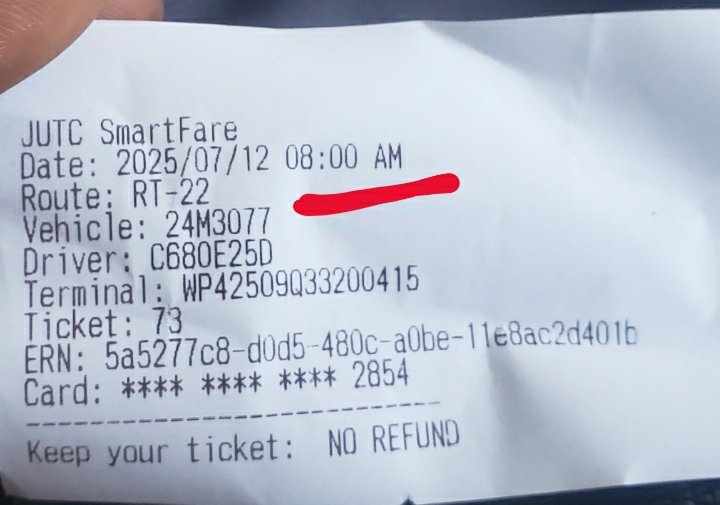 JUTC SmartFare
Date: 2025/07/12 08:00 AM
Route: RT-22
Vehicle: 24M3077
Driver: C680E25D
Terminal: WP42509Q33200415
Ticket: 73
ERN: 5a5277c8-d0d5-480c-a0be-11e8ac2d401b
Card: **** **** **** 2854
Keep your ticket: NO REFUND